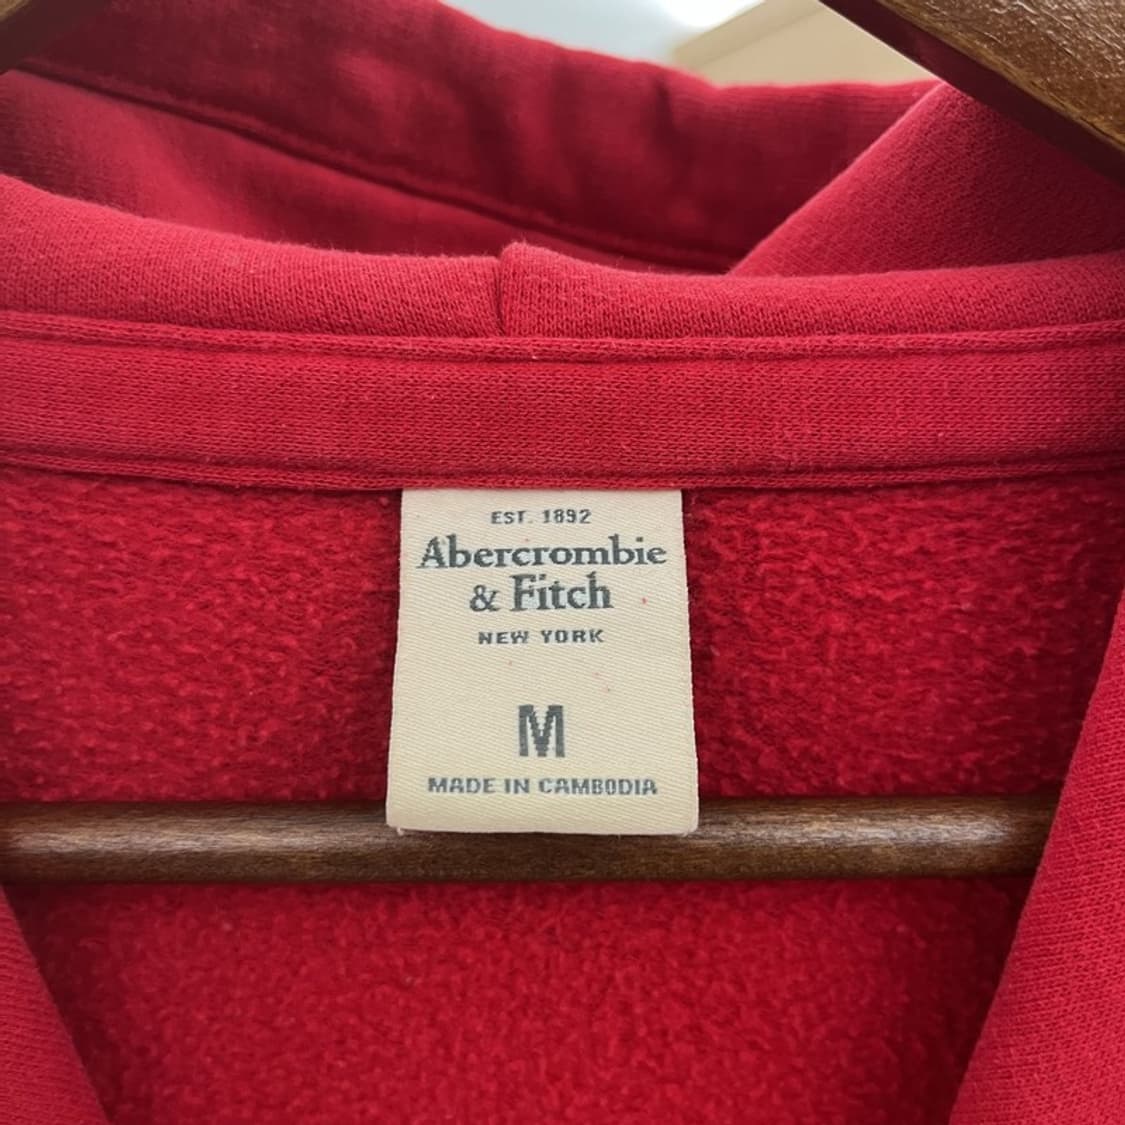 EST. 1892
Abercrombie
& Fitch
NEW YORK
M
MADE IN CAMBODIA